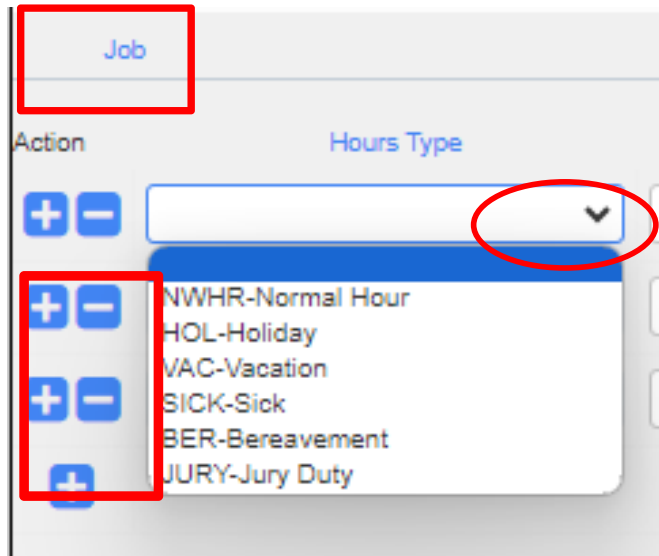 Job
Action Hours Type
NWHR-Normal Hour
HOL-Holiday
VAC-Vacation
SICK-Sick
BER-Bereavement
JURY-Jury Duty